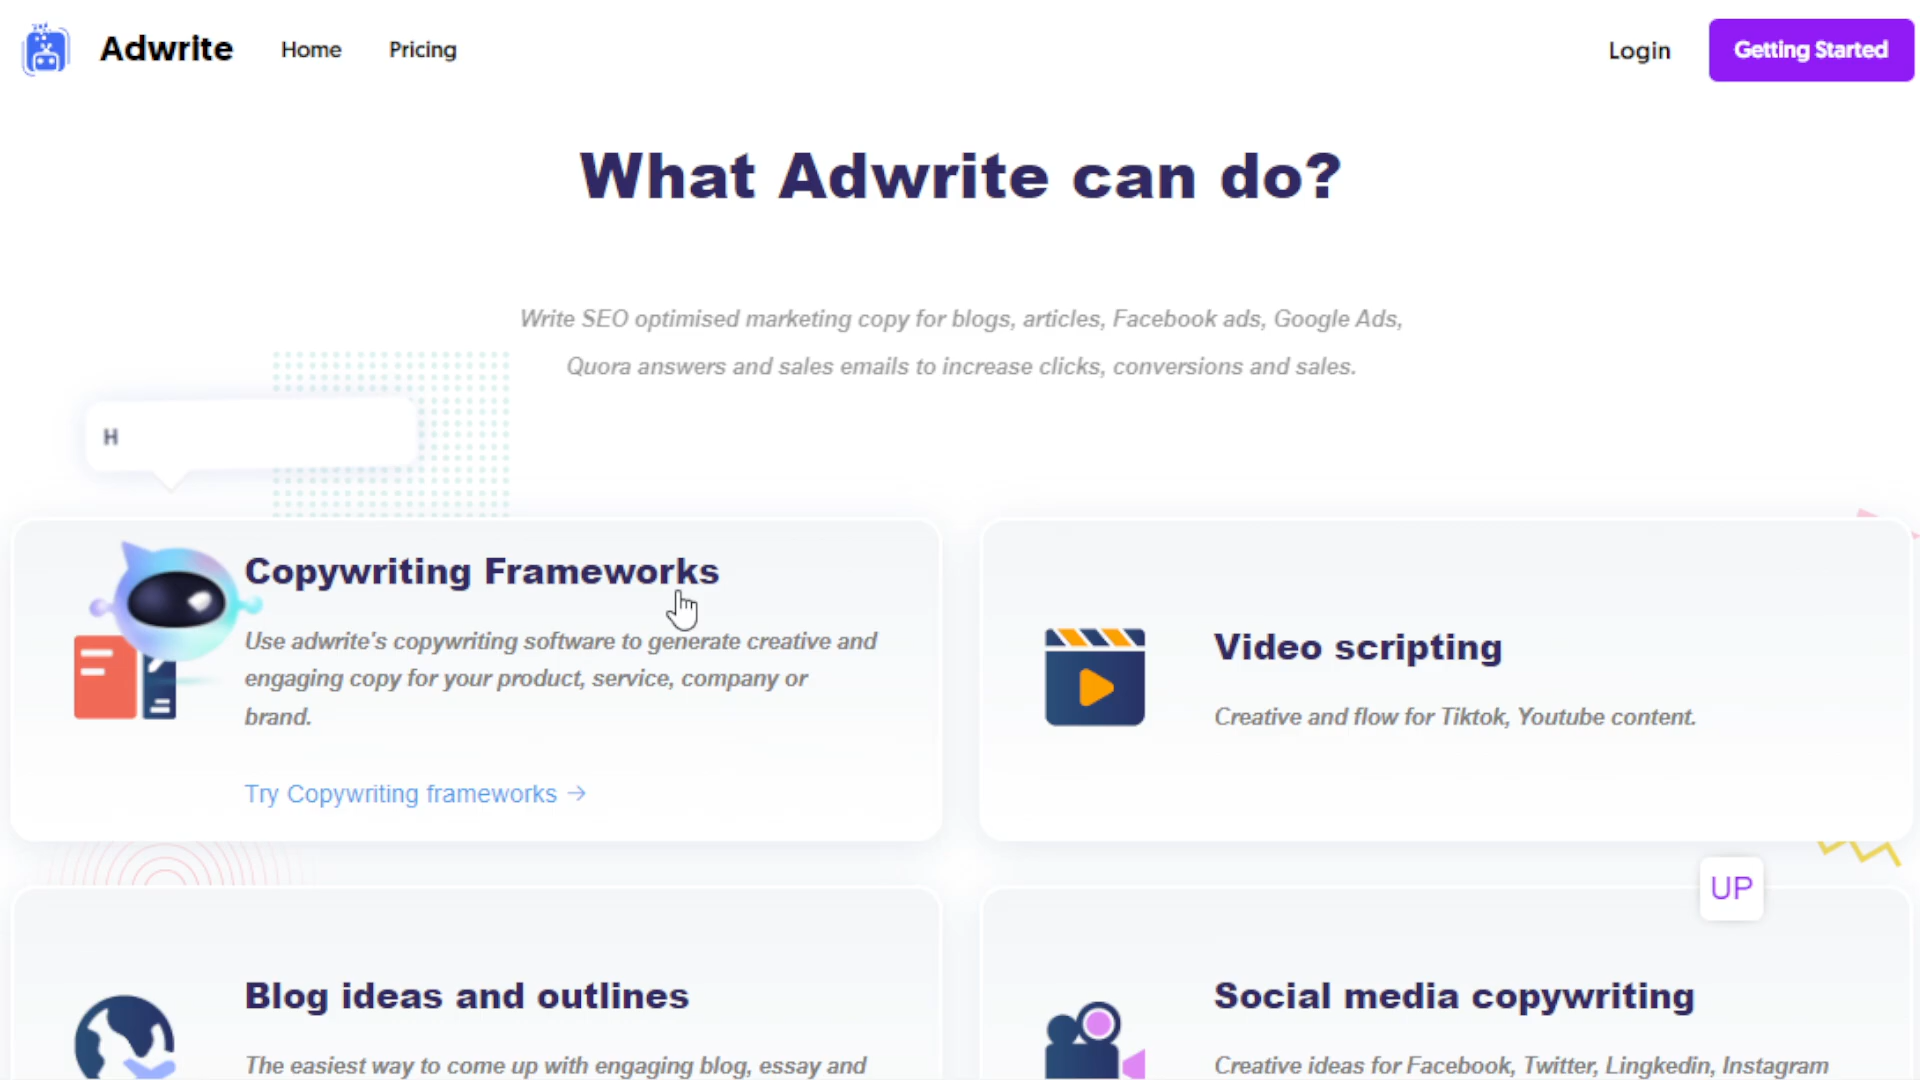 Adwrite Home Pricing Login Getting Started
What Adwrite can do?
Write SEO optimised marketing copy for blogs, articles, Facebook ads, Google Ads,
Quora answers and sales emails to increase clicks, conversions and sales.
H
Copywriting Frameworks
Use adwrite's copywriting software to generate creative and
engaging copy for your product, service, company or
brand.
Try Copywriting frameworks →
Video scripting
Creative and flow for Tiktok, Youtube content.
UP
Blog ideas and outlines
The easiest way to come up with engaging blog, essay and
Social media copywriting
Creative ideas for Facebook, Twitter, Lingkedin, Instagram